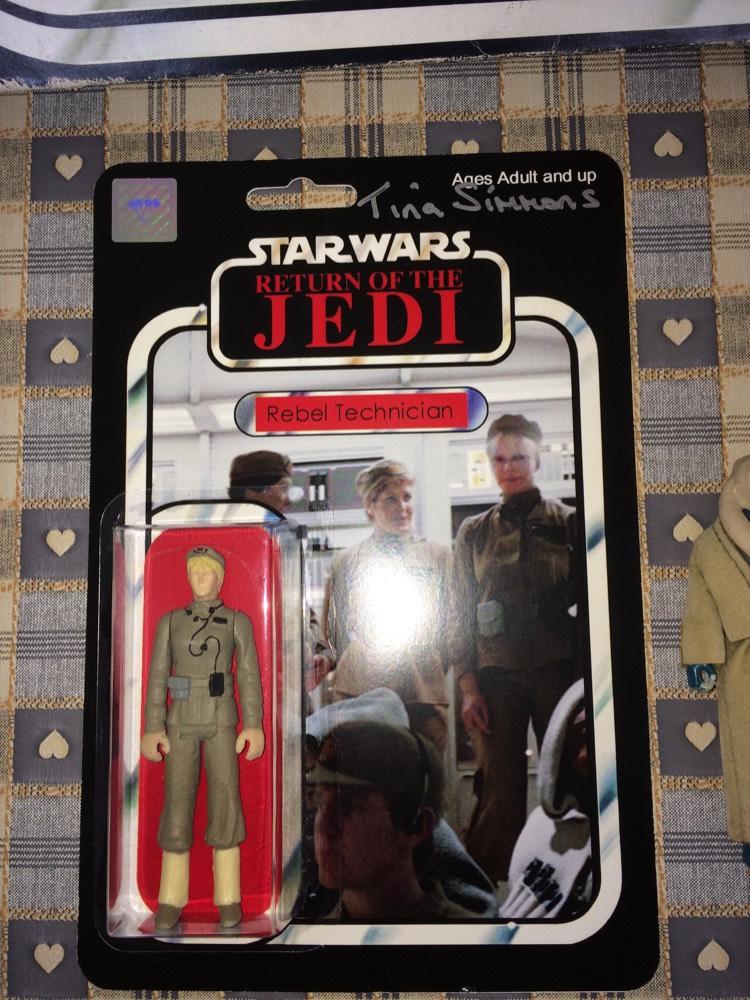 Ages Adult and up
Tina Simmons
STAR WARS
RETURN OF THE
JEDI
Rebel Technician